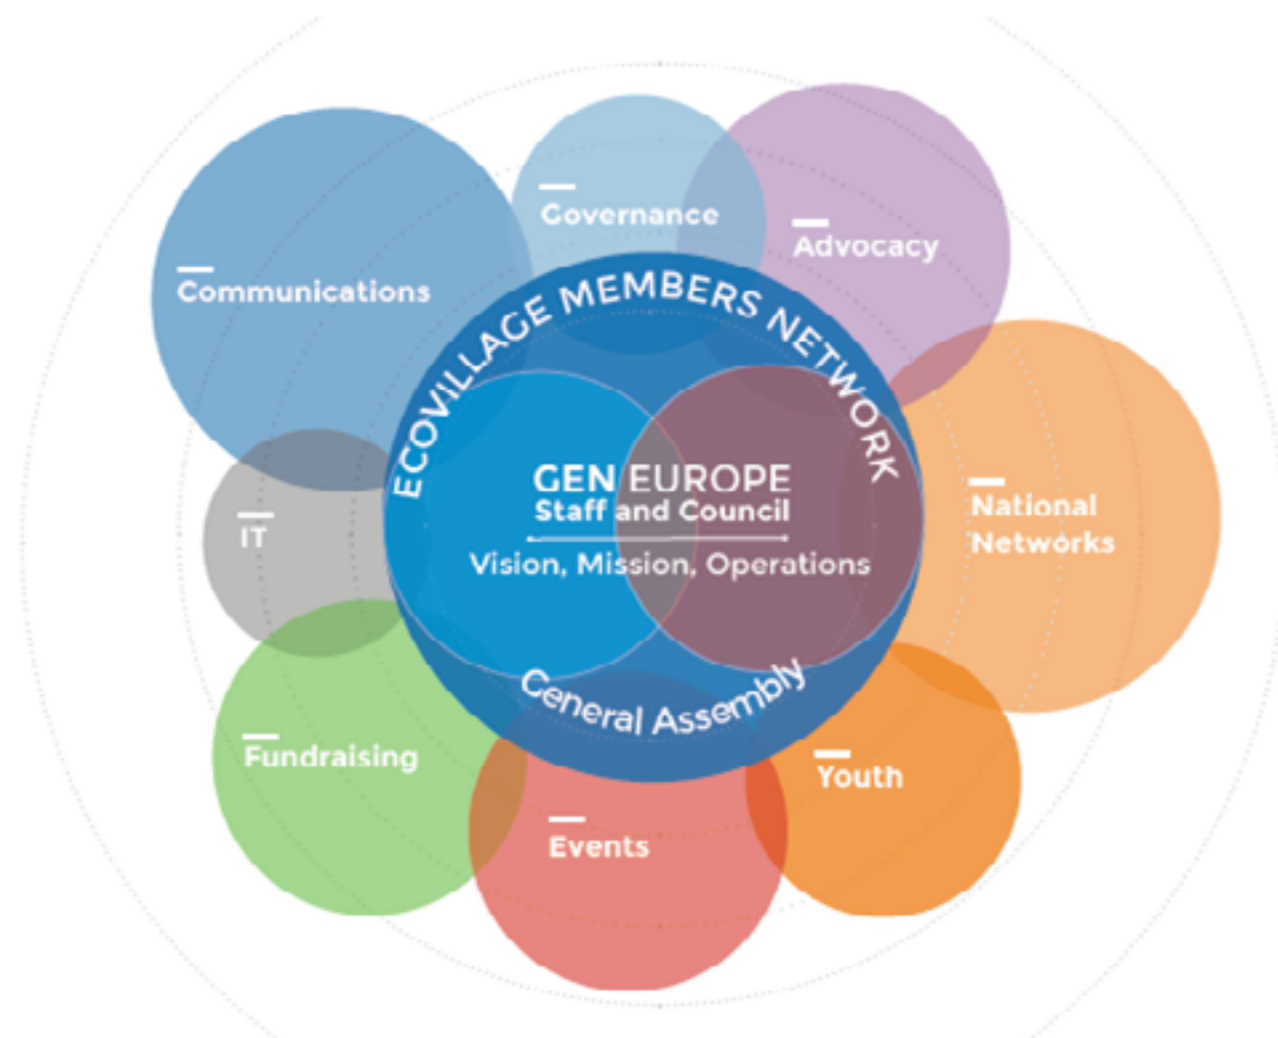 Governance
Advocacy
Communications
ECOVILLAGE MEMBERS NETWORK
GEN EUROPE
Staff and Council
Vision, Mission, Operations
National
Networks
IT
General Assembly
Fundraising
Youth
Events